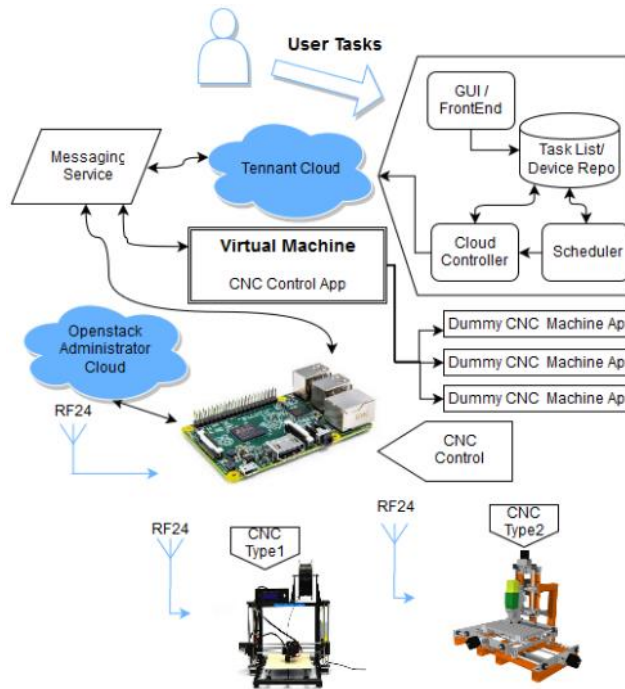 User Tasks
GUI /
FrontEnd
Task List/
Device Repo
Messaging
Service
Tennant Cloud
Cloud
Controller
Scheduler
Virtual Machine
CNC Control App
Openstack
Administrator
Cloud
Dummy CNC Machine Ap
Dummy CNC Machine Ap
Dummy CNC Machine Ap
RF24
CNC
Control
RF24
CNC
Type1
RF24
CNC
Type2